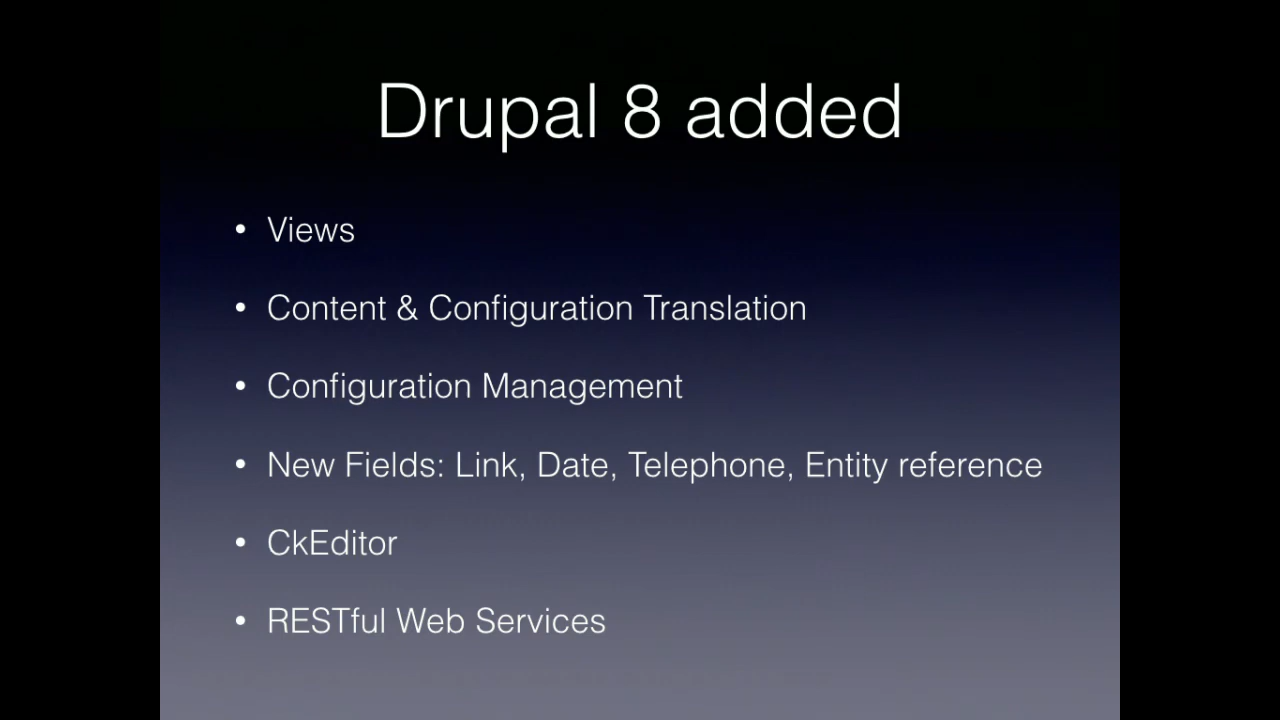 Drupal 8 added
• Views
• Content & Configuration Translation
• Configuration Management
• New Fields: Link, Date, Telephone, Entity reference
• CkEditor
• RESTful Web Services